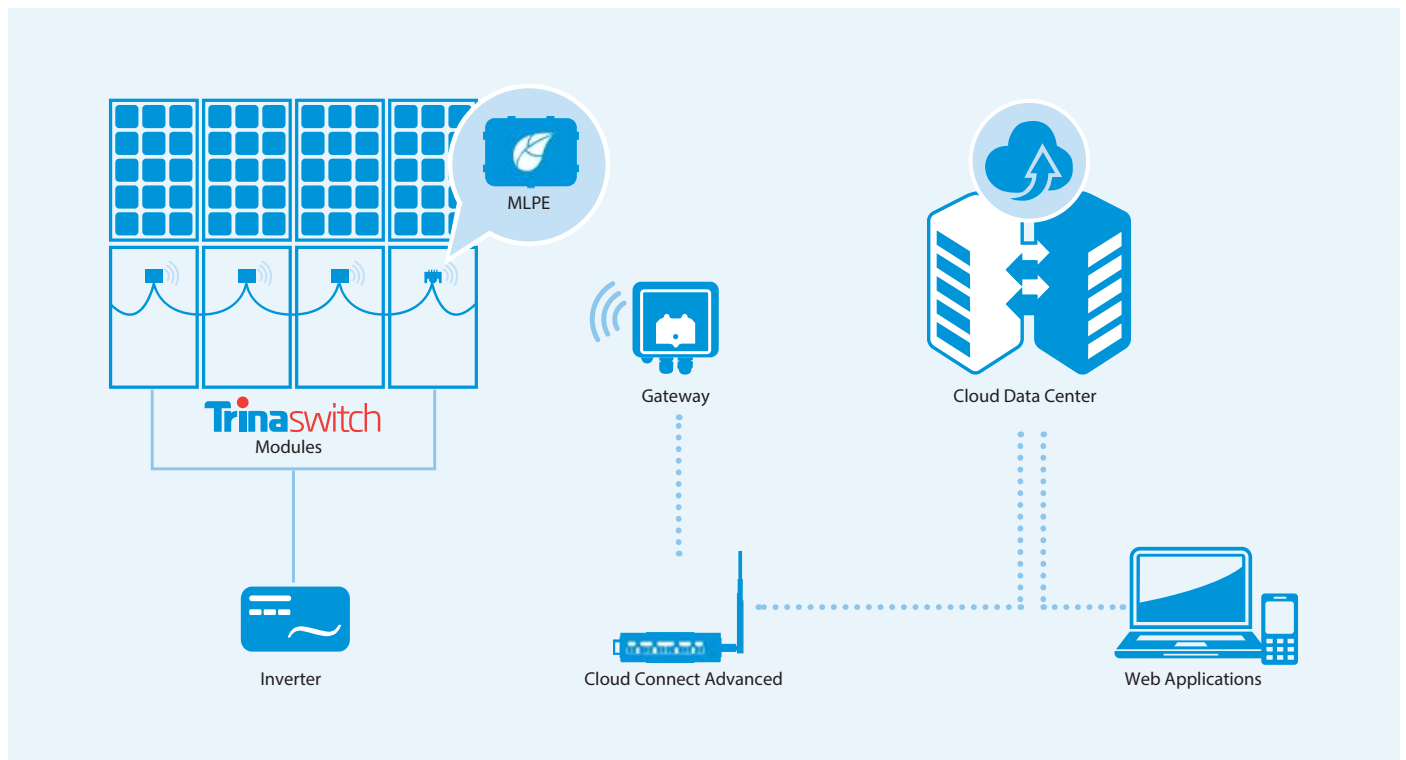 MLPE
Trinaswitch
Modules
Gateway
Cloud Data Center
Inverter
Cloud Connect Advanced
Web Applications